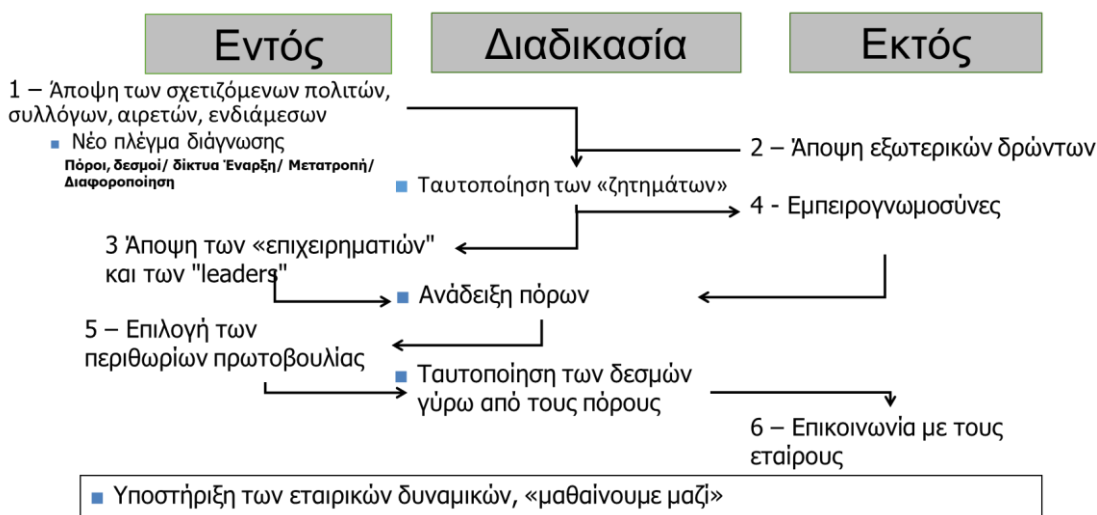 Εντός
Διαδικασία
Εκτός
1 – Άποψη των σχετιζόμενων πολιτών,
συλλόγων, αιρετών, ενδιάμεσων
Νέο πλέγμα διάγνωσης
Πόροι, δεσμοί/ δίκτυα Έναρξη/ Μετατροπή/
Διαφοροποίηση
2 – Άποψη εξωτερικών δρώντων
Ταυτοποίηση των «ζητημάτων»
4 - Εμπειρογνωμοσύνες
3 Άποψη των «επιχειρηματιών"
και των "leaders"
Ανάδειξη πόρων
5 – Επιλογή των
περιθωρίων πρωτοβουλίας
Ταυτοποίηση των δεσμών
γύρω από τους πόρους
6 – Επικοινωνία με τους
εταίρους
Υποστήριξη των εταιρικών δυναμικών, «μαθαίνουμε μαζί»